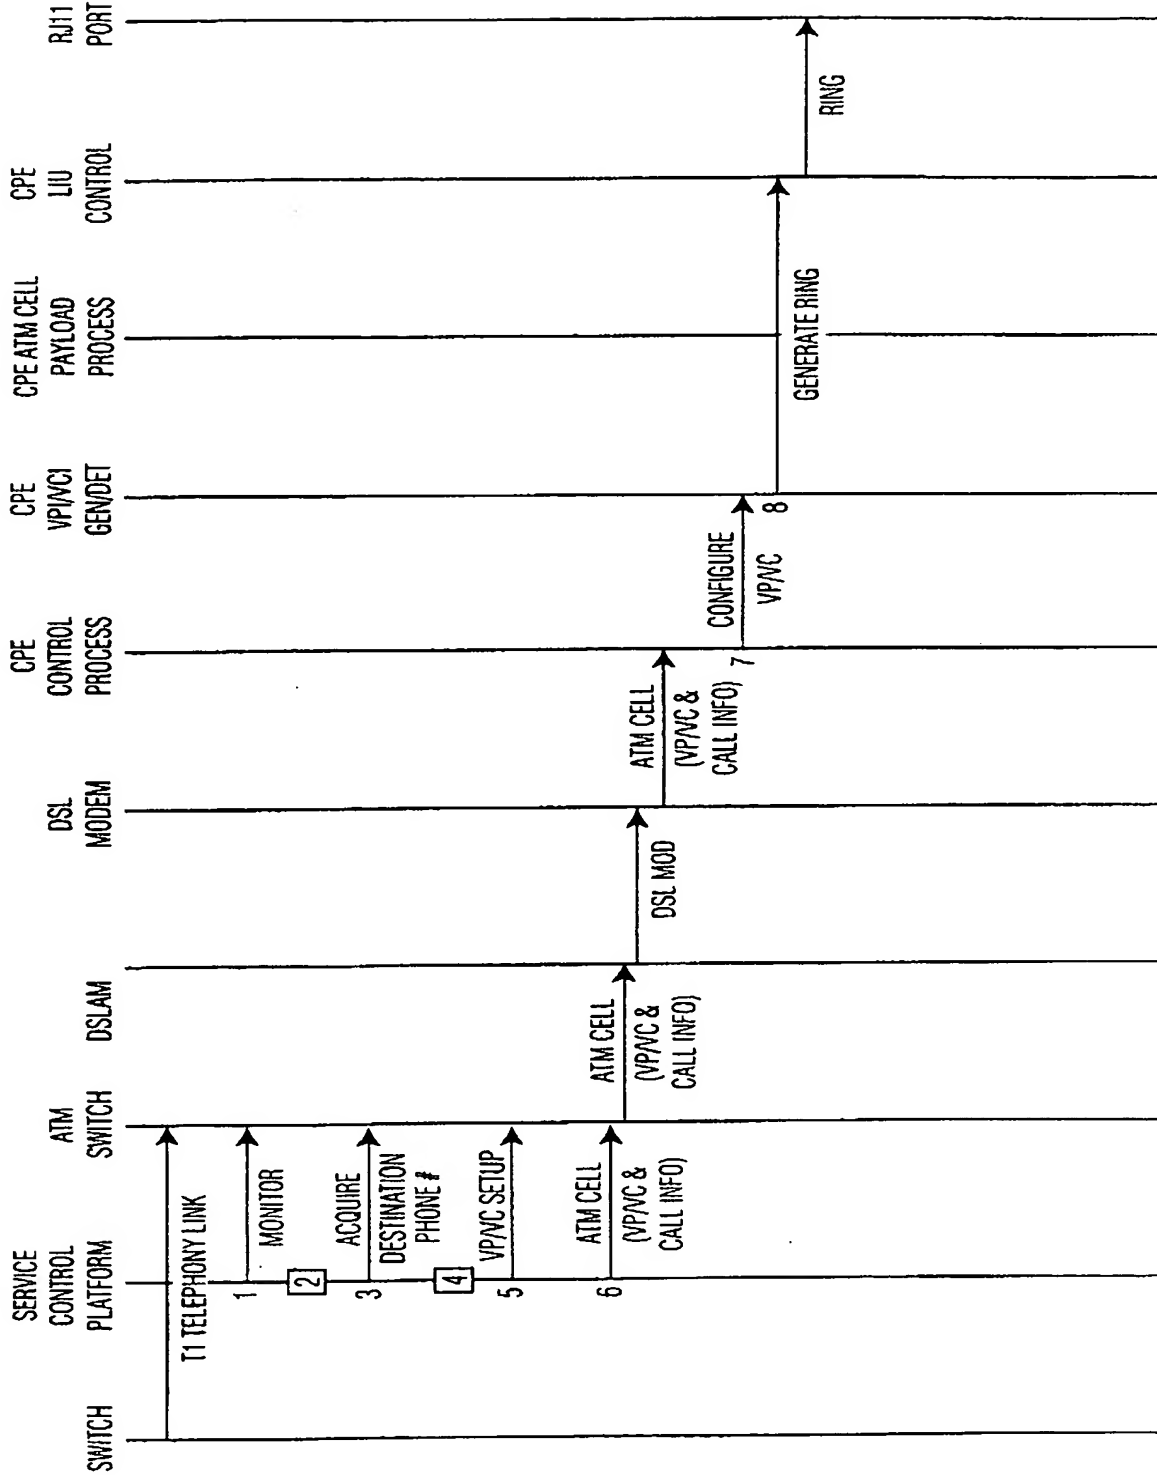 SWITCH
SERVICE
CONTROL
PLATFORM
ATM
SWITCH
DSLAM
DSL
MODEM
CPE
CONTROL
PROCESS
CPE
VPI/VCI
GEN/DET
CPE ATM CELL
PAYLOAD
PROCESS
CPE
LIU
CONTROL
RJ11
PORT
T1 TELEPHONY LINK
1
MONITOR
2
3
ACQUIRE
DESTINATION
PHONE #
4
5
VP/VC SETUP
6
ATM CELL
(VP/VC &
CALL INFO)
ATM CELL
(VP/VC &
CALL INFO)
DSL MOD
ATM CELL
(VP/VC &
CALL INFO)
7
CONFIGURE
VP/VC
8
GENERATE RING
RING